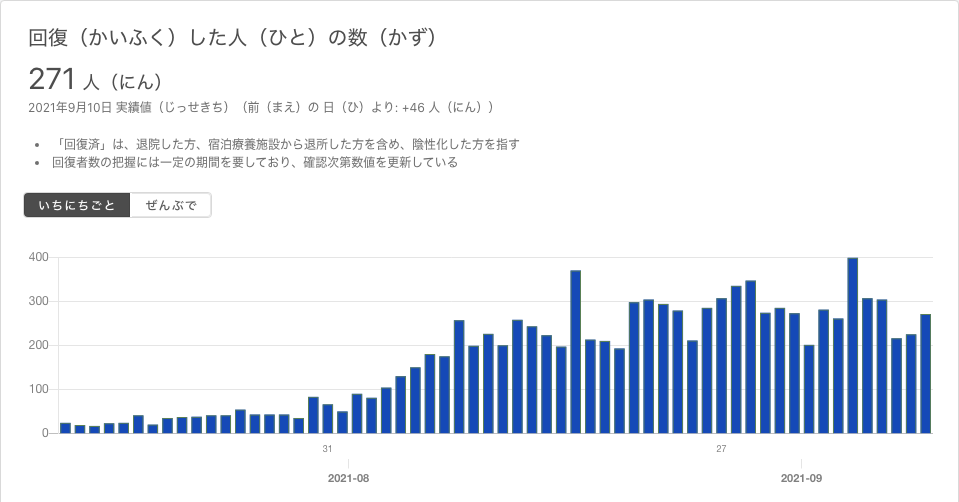 回復（かいふく）した人（ひと）の数（かず）
271 人（にん）
2021年9月10日 実績値（じっせきち）（前（まえ）の 日（ひ）より: +46 人（にん））
• 「回復済」は、退院した方、宿泊療養施設から退所した方を含め、陰性化した方を指す
• 回復者数の把握には一定の期間を要しており、確認次第数値を更新している
いちにちごと ぜんぶで
400
300
200
100
0
31 27
2021-08 2021-09